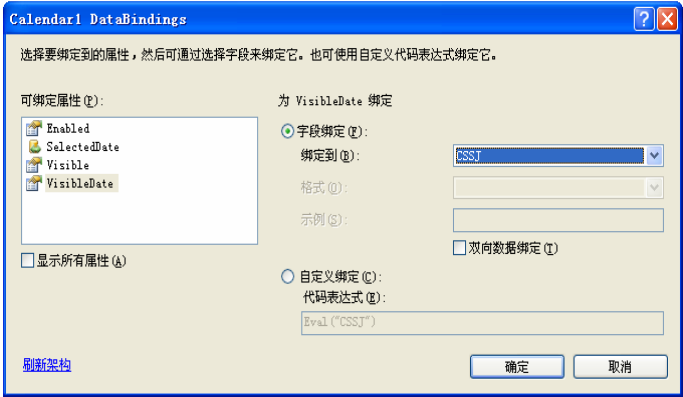 Calendar1 DataBindings
选择要绑定到的属性，然后可通过选择字段来绑定它。也可使用自定义代码表达式绑定它。
可绑定属性(P):
Enabled
SelectedDate
Visible
VisibleDate
显示所有属性(A)
为 VisibleDate 绑定
字段绑定(F):
绑定到(B):
CSSJ
格式(O):
示例(S):
双向数据绑定(T)
自定义绑定(C):
代码表达式(E):
Eval("CSSJ")
刷新架构
确定
取消